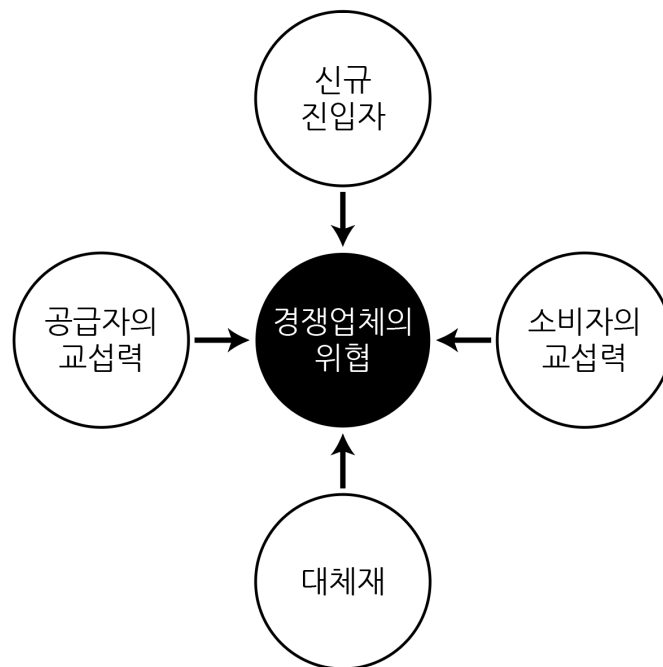 신규
진입자
공급자의
교섭력
경쟁업체의
위협
소비자의
교섭력
대체재